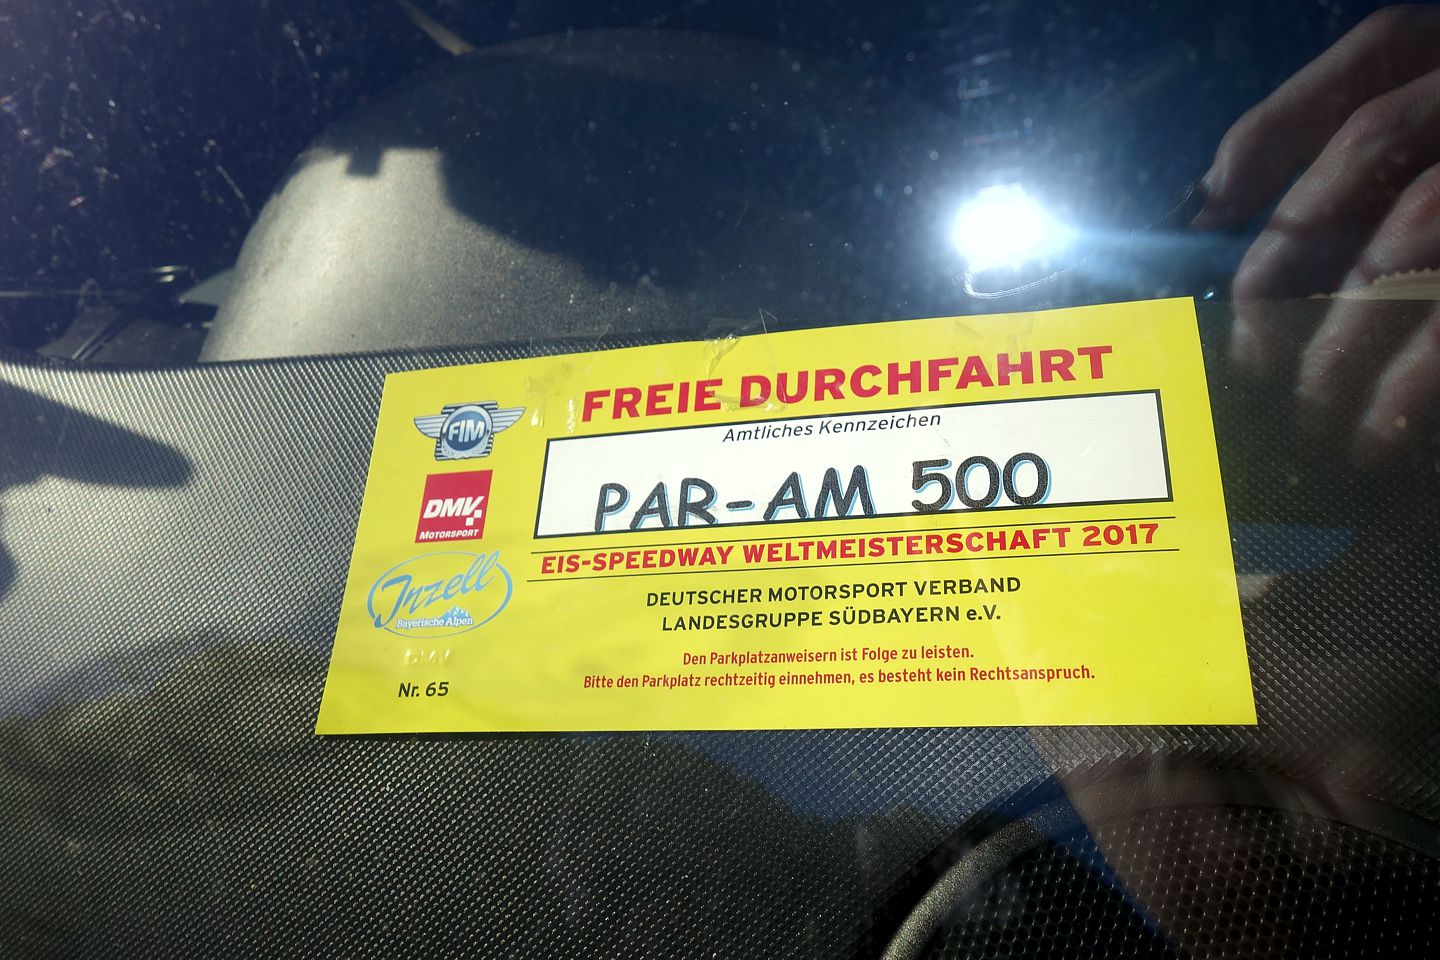 FREIE DURCHFAHRT
Amtliches Kennzeichen
PAR-AM 500
EIS-SPEEDWAY WELTMEISTERSCHAFT 2017
DEUTSCHER MOTORSPORT VERBAND
LANDESGRUPPE SÜDBAYERN e.V.
Den Parkplatzanweisern ist Folge zu leisten.
Bitte den Parkplatz rechtzeitig einnehmen, es besteht kein Rechtsanspruch.
FIM
DMV
MOTORSPORT
Inzell
Bayerische Alpen
DMV
Nr. 65